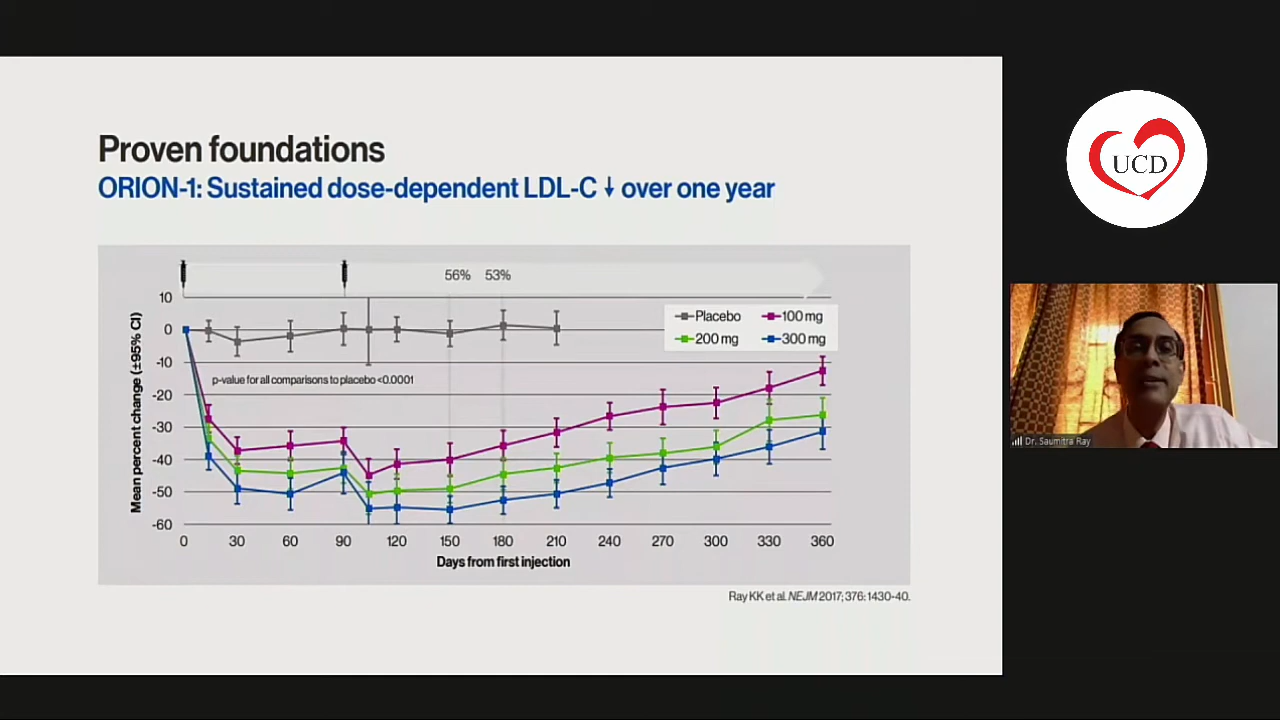 Proven foundations
ORION-1: Sustained dose-dependent LDL-C ↓ over one year
56% 53%
10
0
-10
-20
-30
-40
-50
-60
Mean percent change (±95% CI)
Placebo 100 mg
200 mg 300 mg
p-value for all comparisons to placebo <0.0001
0 30 60 90 120 150 180 210 240 270 300 330 360
Days from first injection
Ray KK et al. NEJM 2017; 376: 1430-40.
UCD
Dr. Saumitra Ray